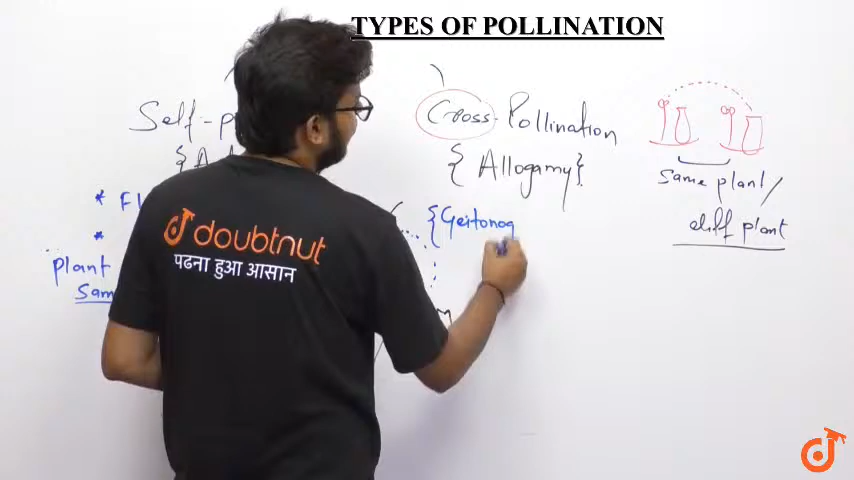 TYPES OF POLLINATION
Self-p
Cross-Pollination
{ Allogamy }
same plant/
diff plant
* Fl
{Geitonog
*
plant
Sam
doubtnut
पढना हुआ आसान